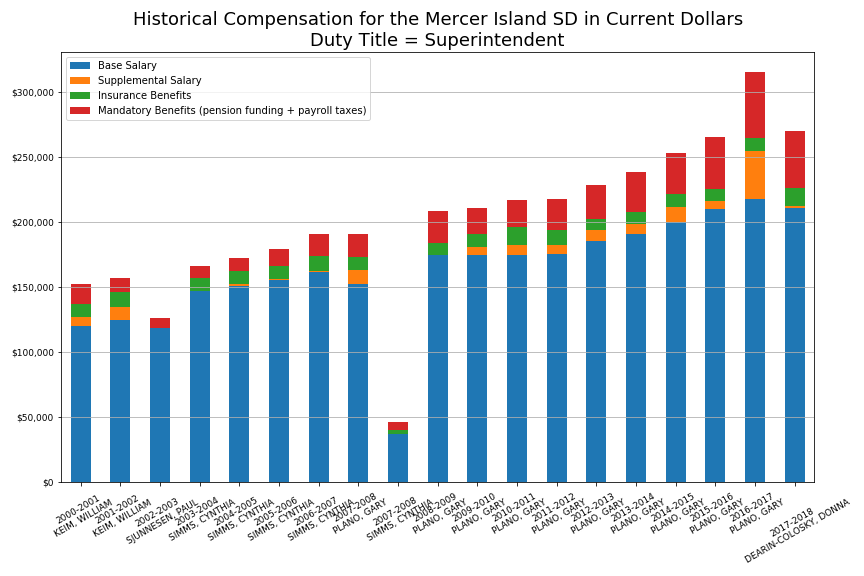 Historical Compensation for the Mercer Island SD in Current Dollars
Duty Title = Superintendent
Base Salary
Supplemental Salary
Insurance Benefits
Mandatory Benefits (pension funding + payroll taxes)
$300,000
$250,000
$200,000
$150,000
$100,000
$50,000
$0
2000-2001
KEIM, WILLIAM
2001-2002
KEIM, WILLIAM
2002-2003
SJUNNESEN, PAUL
2003-2004
SIMMS, CYNTHIA
2004-2005
SIMMS, CYNTHIA
2005-2006
SIMMS, CYNTHIA
2006-2007
SIMMS, CYNTHIA
2007-2008
PLANO, GARY
2007-2008
SIMMS, CYNTHIA
2008-2009
PLANO, GARY
2009-2010
PLANO, GARY
2010-2011
PLANO, GARY
2011-2012
PLANO, GARY
2012-2013
PLANO, GARY
2013-2014
PLANO, GARY
2014-2015
PLANO, GARY
2015-2016
PLANO, GARY
2016-2017
PLANO, GARY
2017-2018
DEARIN-COLOSKY, DONNA